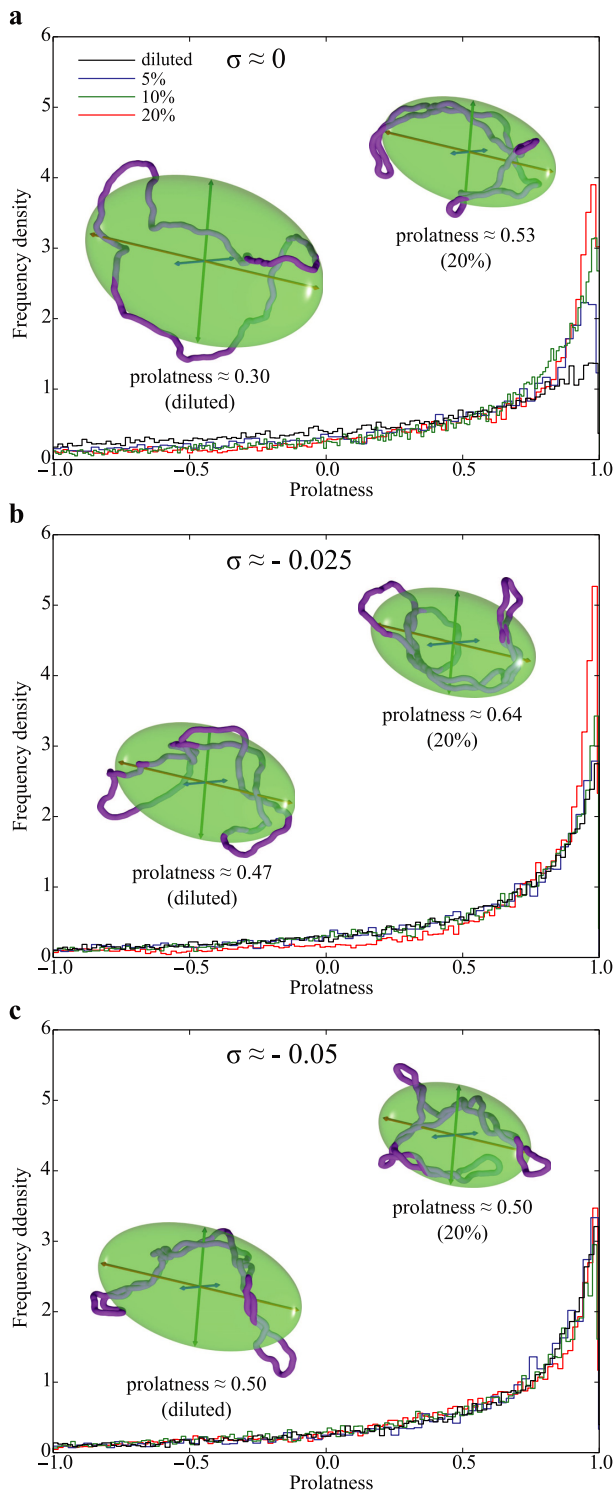 a
6
5
4
3
2
1
0
Frequency density
diluted
5%
10%
20%
σ ≈ 0
prolatness ≈ 0.53
(20%)
prolatness ≈ 0.30
(diluted)
−1.0 −0.5 0.0 0.5 1.0
Prolatness
b
6
5
4
3
2
1
0
Frequency density
σ ≈ - 0.025
prolatness ≈ 0.64
(20%)
prolatness ≈ 0.47
(diluted)
−1.0 −0.5 0.0 0.5 1.0
Prolatness
c
6
5
4
3
2
1
0
Frequency ddensity
σ ≈ - 0.05
prolatness ≈ 0.50
(20%)
prolatness ≈ 0.50
(diluted)
−1.0 −0.5 0.0 0.5 1.0
Prolatness